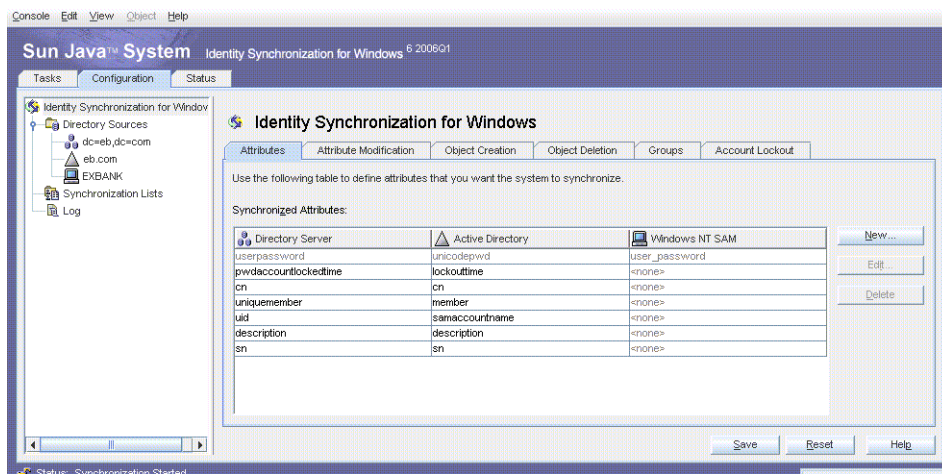 Console Edit View Object Help
Sun Java™ System Identity Synchronization for Windows 6 2006Q1
Tasks Configuration Status
Identity Synchronization for Window
Directory Sources
dc=eb,dc=com
eb.com
EXBANK
Synchronization Lists
Log
Identity Synchronization for Windows
Attributes Attribute Modification Object Creation Object Deletion Groups Account Lockout
Use the following table to define attributes that you want the system to synchronize.
Synchronized Attributes:
Directory Server Active Directory Windows NT SAM
userpassword unicodepwd user_password
pwdaccountlockedtime lockouttime <none>
cn cn <none>
uniquemember member <none>
uid samaccountname <none>
description description <none>
sn sn <none>
New...
Edit...
Delete
Save Reset Help
Status: Synchronization Started